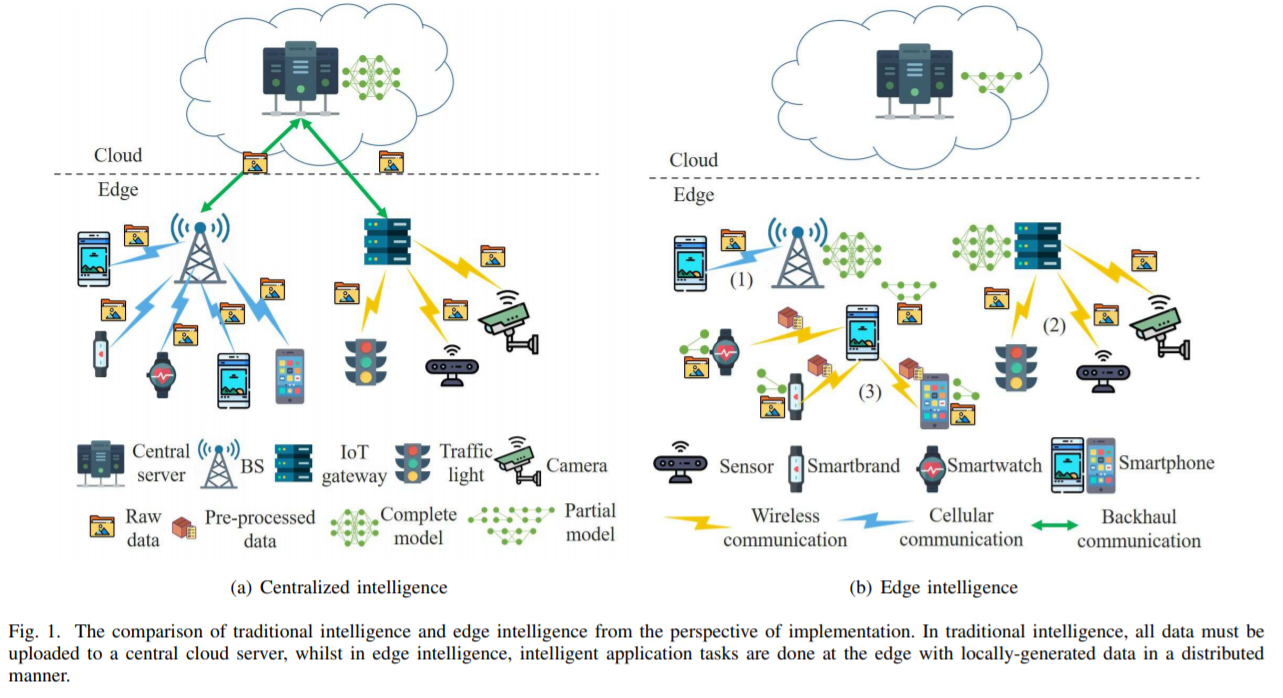 Cloud
Edge
Cloud
Edge
(1)
(2)
(3)
Central
server
BS
IoT
gateway
Traffic
light
Camera
Sensor
Smartbrand
Smartwatch
Smartphone
Raw
data
Pre-processed
data
Complete
model
Partial
model
Wireless
communication
Cellular
communication
Backhaul
communication
(a) Centralized intelligence
(b) Edge intelligence
Fig. 1. The comparison of traditional intelligence and edge intelligence from the perspective of implementation. In traditional intelligence, all data must be
uploaded to a central cloud server, whilst in edge intelligence, intelligent application tasks are done at the edge with locally-generated data in a distributed
manner.